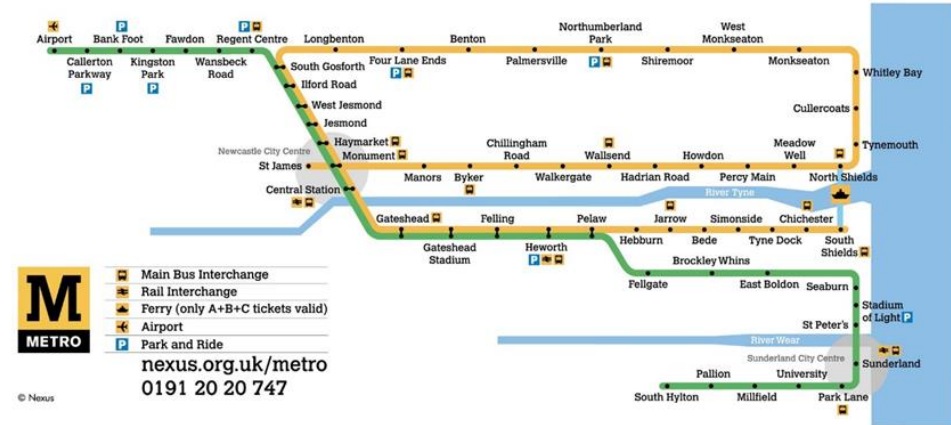 Airport
Bank Foot
Fawdon
Regent Centre
Callerton
Parkway
Kingston
Park
Wansbeck
Road
Longbenton
Benton
Northumberland
Park
West
Monkseaton
Four Lane Ends
Palmersville
Shiremoor
Monkseaton
South Gosforth
Ilford Road
West Jesmond
Jesmond
Haymarket
Newcastle City Centre
Monument
St James
Central Station
Whitley Bay
Cullercoats
Tynemouth
Chillingham
Road
Wallsend
Howdon
Meadow
Well
Manors
Byker
Walkergate
Hadrian Road
Percy Main
North Shields
River Tyne
Gateshead
Felling
Pelaw
Jarrow
Simonside
Chichester
Gateshead
Stadium
Heworth
Hebburn
Bede
Tyne Dock
South
Shields
Brockley Whins
Fellgate
East Boldon
Seaburn
Stadium
of Light
St Peter's
River Wear
Sunderland City Centre
Sunderland
Pallion
University
South Hylton
Millfield
Park Lane
M
METRO
Main Bus Interchange
Rail Interchange
Ferry (only A+B+C tickets valid)
Airport
P Park and Ride
nexus.org.uk/metro
0191 20 20 747
© Nexus